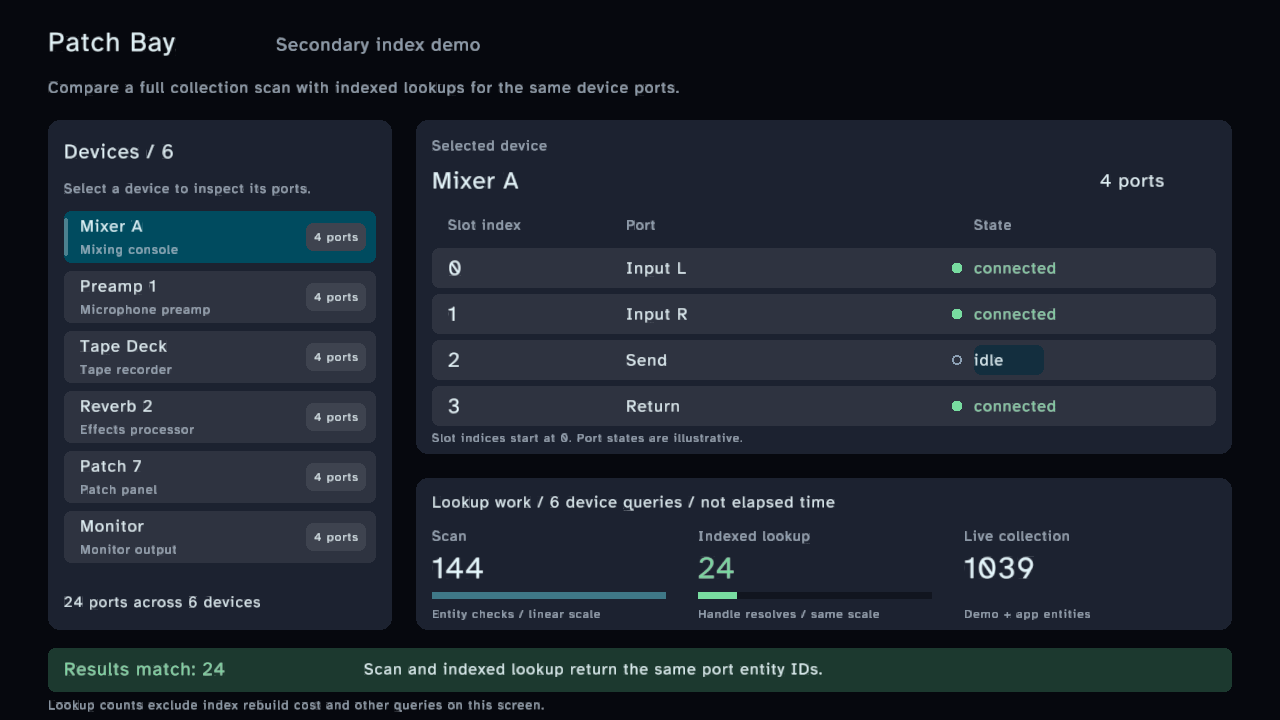 Patch Bay
Secondary index demo
Compare a full collection scan with indexed lookups for the same device ports.
Devices / 6
Select a device to inspect its ports.
Mixer A
Mixing console
4 ports
Preamp 1
Microphone preamp
4 ports
Tape Deck
Tape recorder
4 ports
Reverb 2
Effects processor
4 ports
Patch 7
Patch panel
4 ports
Monitor
Monitor output
4 ports
24 ports across 6 devices
Selected device
Mixer A
4 ports
Slot index Port State
0 Input L connected
1 Input R connected
2 Send idle
3 Return connected
Slot indices start at 0. Port states are illustrative.
Lookup work / 6 device queries / not elapsed time
Scan
144
Entity checks / linear scale
Indexed lookup
24
Handle resolves / same scale
Live collection
1039
Demo + app entities
Results match: 24
Scan and indexed lookup return the same port entity IDs.
Lookup counts exclude index rebuild cost and other queries on this screen.